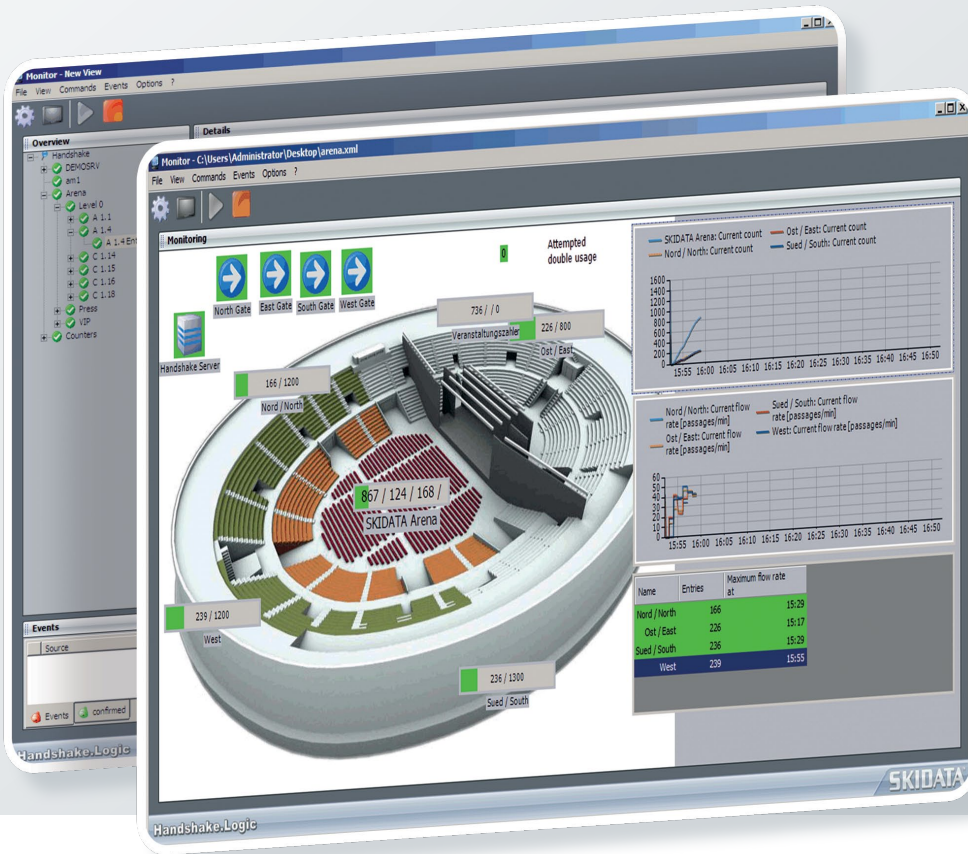 Monitor - New View
File View Commands Events Options ?
Overview
Details
Handshake
DEMOSRV
am1
Arena
Level 0
A 1.1
A 1.4
A 1.4 Ent
C 1.14
C 1.15
C 1.16
C 1.18
Press
VIP
Counters
Events
Source
Events confirmed
Handshake.Logic
Monitor - C:\Users\Administrator\Desktop\arena.xml
File View Commands Events Options ?
Monitoring
North Gate East Gate South Gate West Gate
Handshake Server
0
Attempted
double usage
736 / / 0
Veranstaltungszähler
226 / 800
Ost / East
166 / 1200
Nord / North
867 / 124 / 168 /
SKIDATA Arena
239 / 1200
West
236 / 1300
Sued / South
SKIDATA Arena: Current count Ost / East: Current count
Nord / North: Current count Sued / South: Current count
1600
1400
1200
1000
800
600
400
200
0
15:55 16:00 16:05 16:10 16:15 16:20 16:25 16:30 16:35 16:40 16:45 16:50
Nord / North: Current flow
rate [passages/min]
Sued / South: Current flow
rate [passages/min]
Ost / East: Current flow
rate [passages/min]
West: Current flow rate [passages/min]
60
50
40
30
20
10
0
15:55 16:00 16:05 16:10 16:15 16:20 16:25 16:30 16:35 16:40 16:45 16:50
Name Entries Maximum flow rate
at
Nord / North 166 15:29
Ost / East 226 15:17
Sued / South 236 15:29
West 239 15:55
SKIDATA
Handshake.Logic